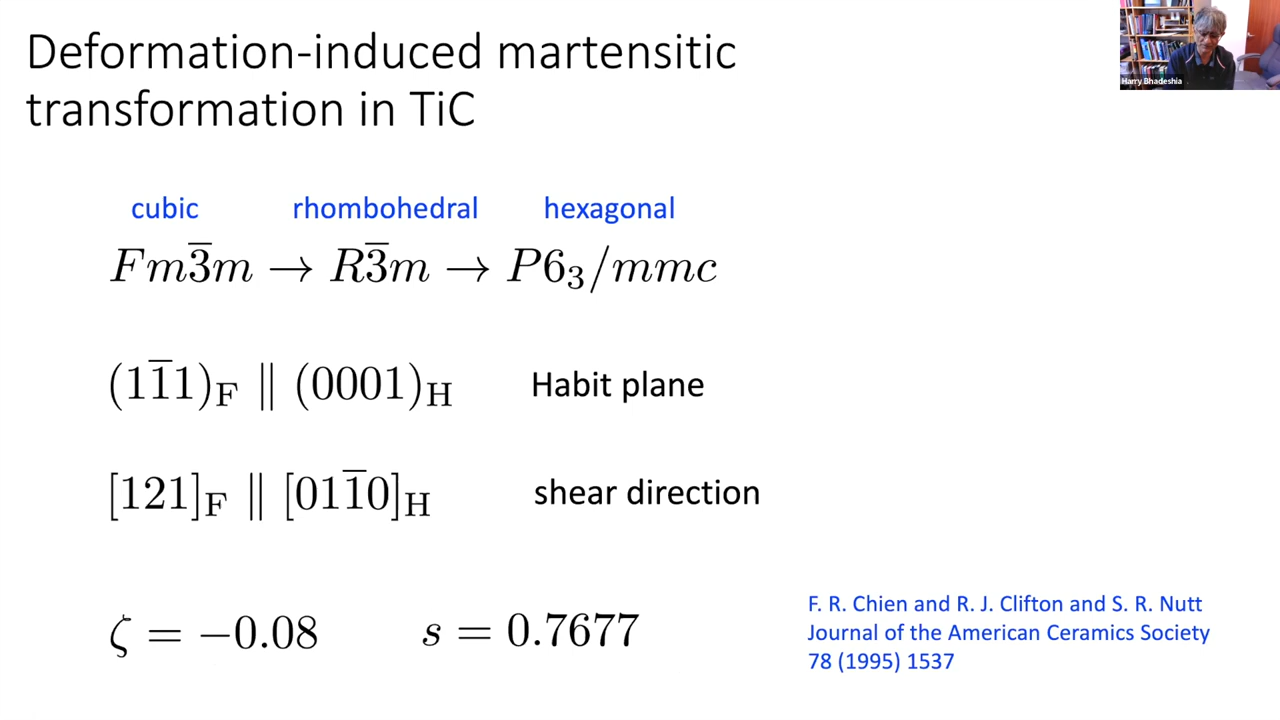 Deformation-induced martensitic
transformation in TiC
Harry Bhadeshia
cubic rhombohedral hexagonal
Fm3̅m → R3̅m → P6₃/mmc
(11̅1)F ∥ (0001)H Habit plane
[121]F ∥ [011̅0]H shear direction
ζ = −0.08 s = 0.7677
F. R. Chien and R. J. Clifton and S. R. Nutt
Journal of the American Ceramics Society
78 (1995) 1537